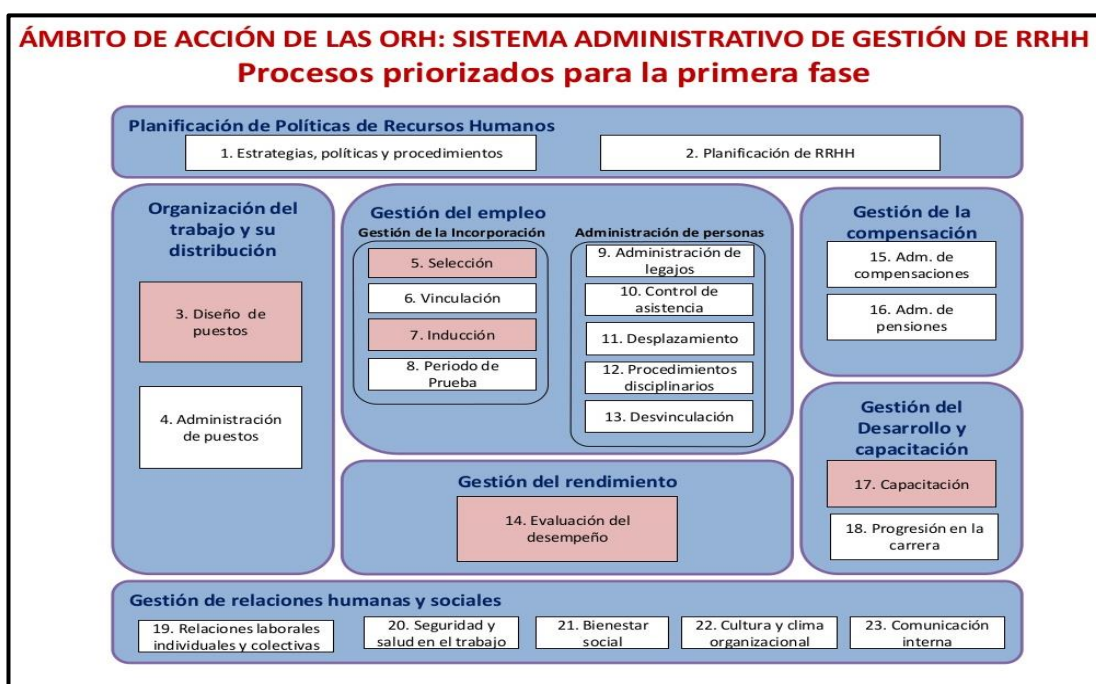 ÁMBITO DE ACCIÓN DE LAS ORH: SISTEMA ADMINISTRATIVO DE GESTIÓN DE RRHH
Procesos priorizados para la primera fase
Planificación de Políticas de Recursos Humanos
1. Estrategias, políticas y procedimientos
2. Planificación de RRHH
Organización del
trabajo y su
distribución
3. Diseño de
puestos
4. Administración
de puestos
Gestión del empleo
Gestión de la Incorporación
5. Selección
6. Vinculación
7. Inducción
8. Periodo de
Prueba
Administración de personas
9. Administración de
legajos
10. Control de
asistencia
11. Desplazamiento
12. Procedimientos
disciplinarios
13. Desvinculación
Gestión del rendimiento
14. Evaluación del
desempeño
Gestión de la
compensación
15. Adm. de
compensaciones
16. Adm. de
pensiones
Gestión del
Desarrollo y
capacitación
17. Capacitación
18. Progresión en la
carrera
Gestión de relaciones humanas y sociales
19. Relaciones laborales
individuales y colectivas
20. Seguridad y
salud en el trabajo
21. Bienestar
social
22. Cultura y clima
organizacional
23. Comunicación
interna